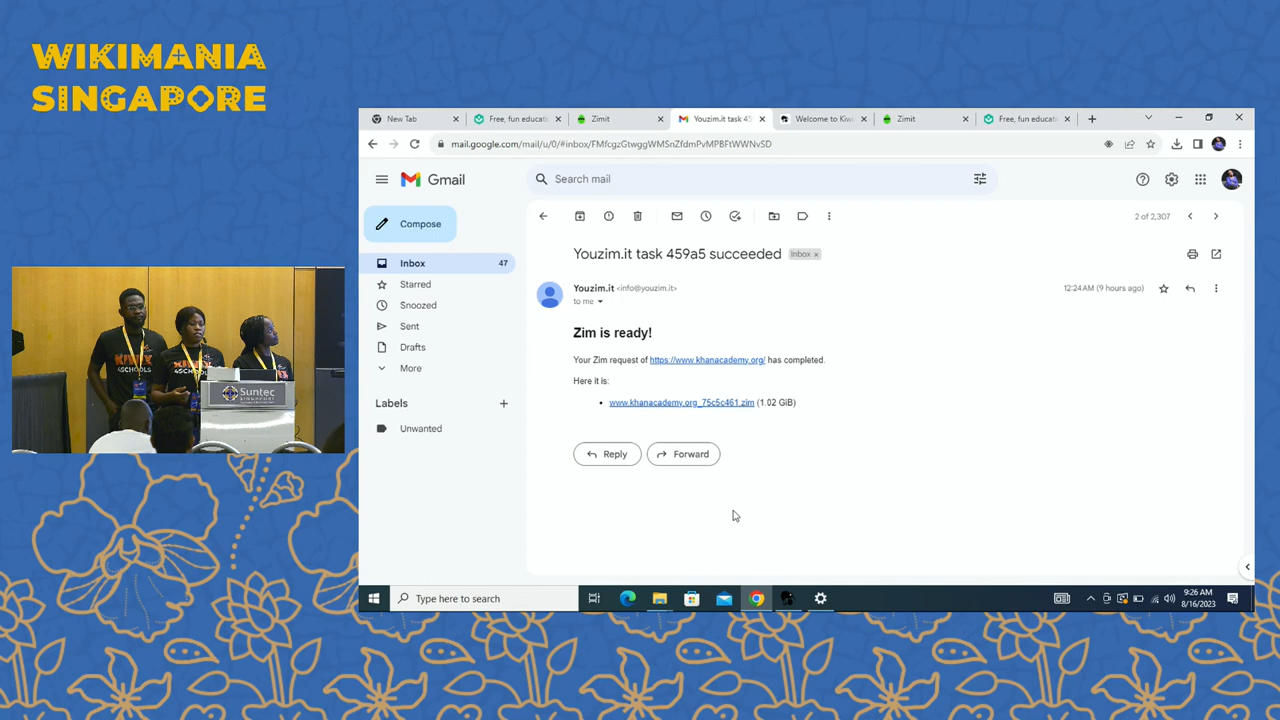 WIKIMANIA
SINGAPORE
New Tab
Free, fun educati
Zimit
Youzim.it task 459
Welcome to Kiwi
Zimit
Free, fun educati
mail.google.com/mail/u/0/#inbox/FMfcgzGtwggWMSnZfdmPvMPBFtWWNvSD
Gmail
Search mail
Compose
2 of 2,307
Inbox 47
Starred
Snoozed
Sent
Drafts
More
Labels
Unwanted
Youzim.it task 459a5 succeeded Inbox x
Youzim.it <info@youzim.it>
12:24 AM (9 hours ago)
to me
Zim is ready!
Your Zim request of https://www.khanacademy.org/ has completed.
Here it is:
• www.khanacademy.org_75c5c461.zim (1.02 GiB)
Reply
Forward
KIWIX
4SCHOOLS
KIWIX
4SCHOOLS
Suntec
SINGAPORE
Type here to search
9:26 AM
8/16/2023